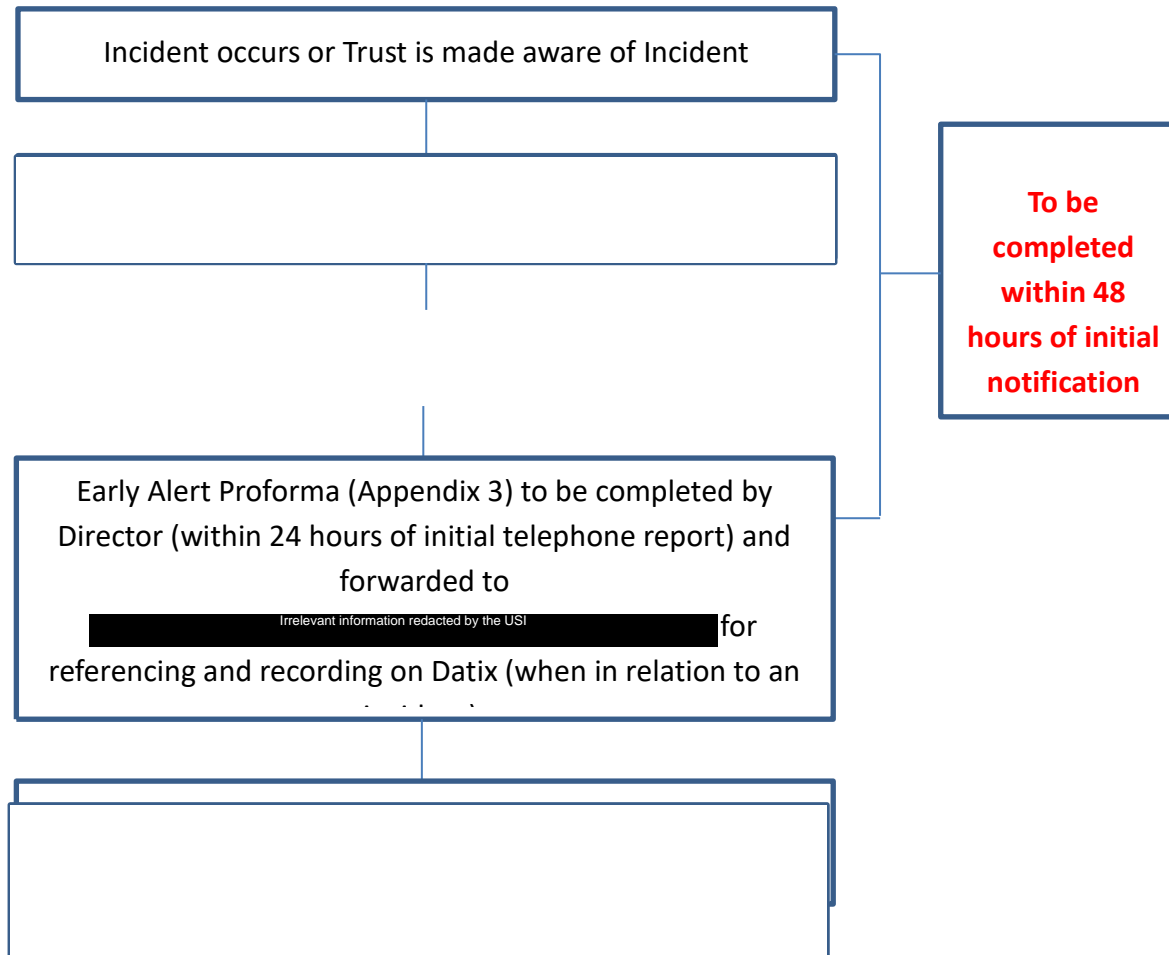 Incident occurs or Trust is made aware of Incident
To be
completed
within 48
hours of initial
notification
Early Alert Proforma (Appendix 3) to be completed by
Director (within 24 hours of initial telephone report) and
forwarded to
Irrelevant information redacted by the USI
for
referencing and recording on Datix (when in relation to an